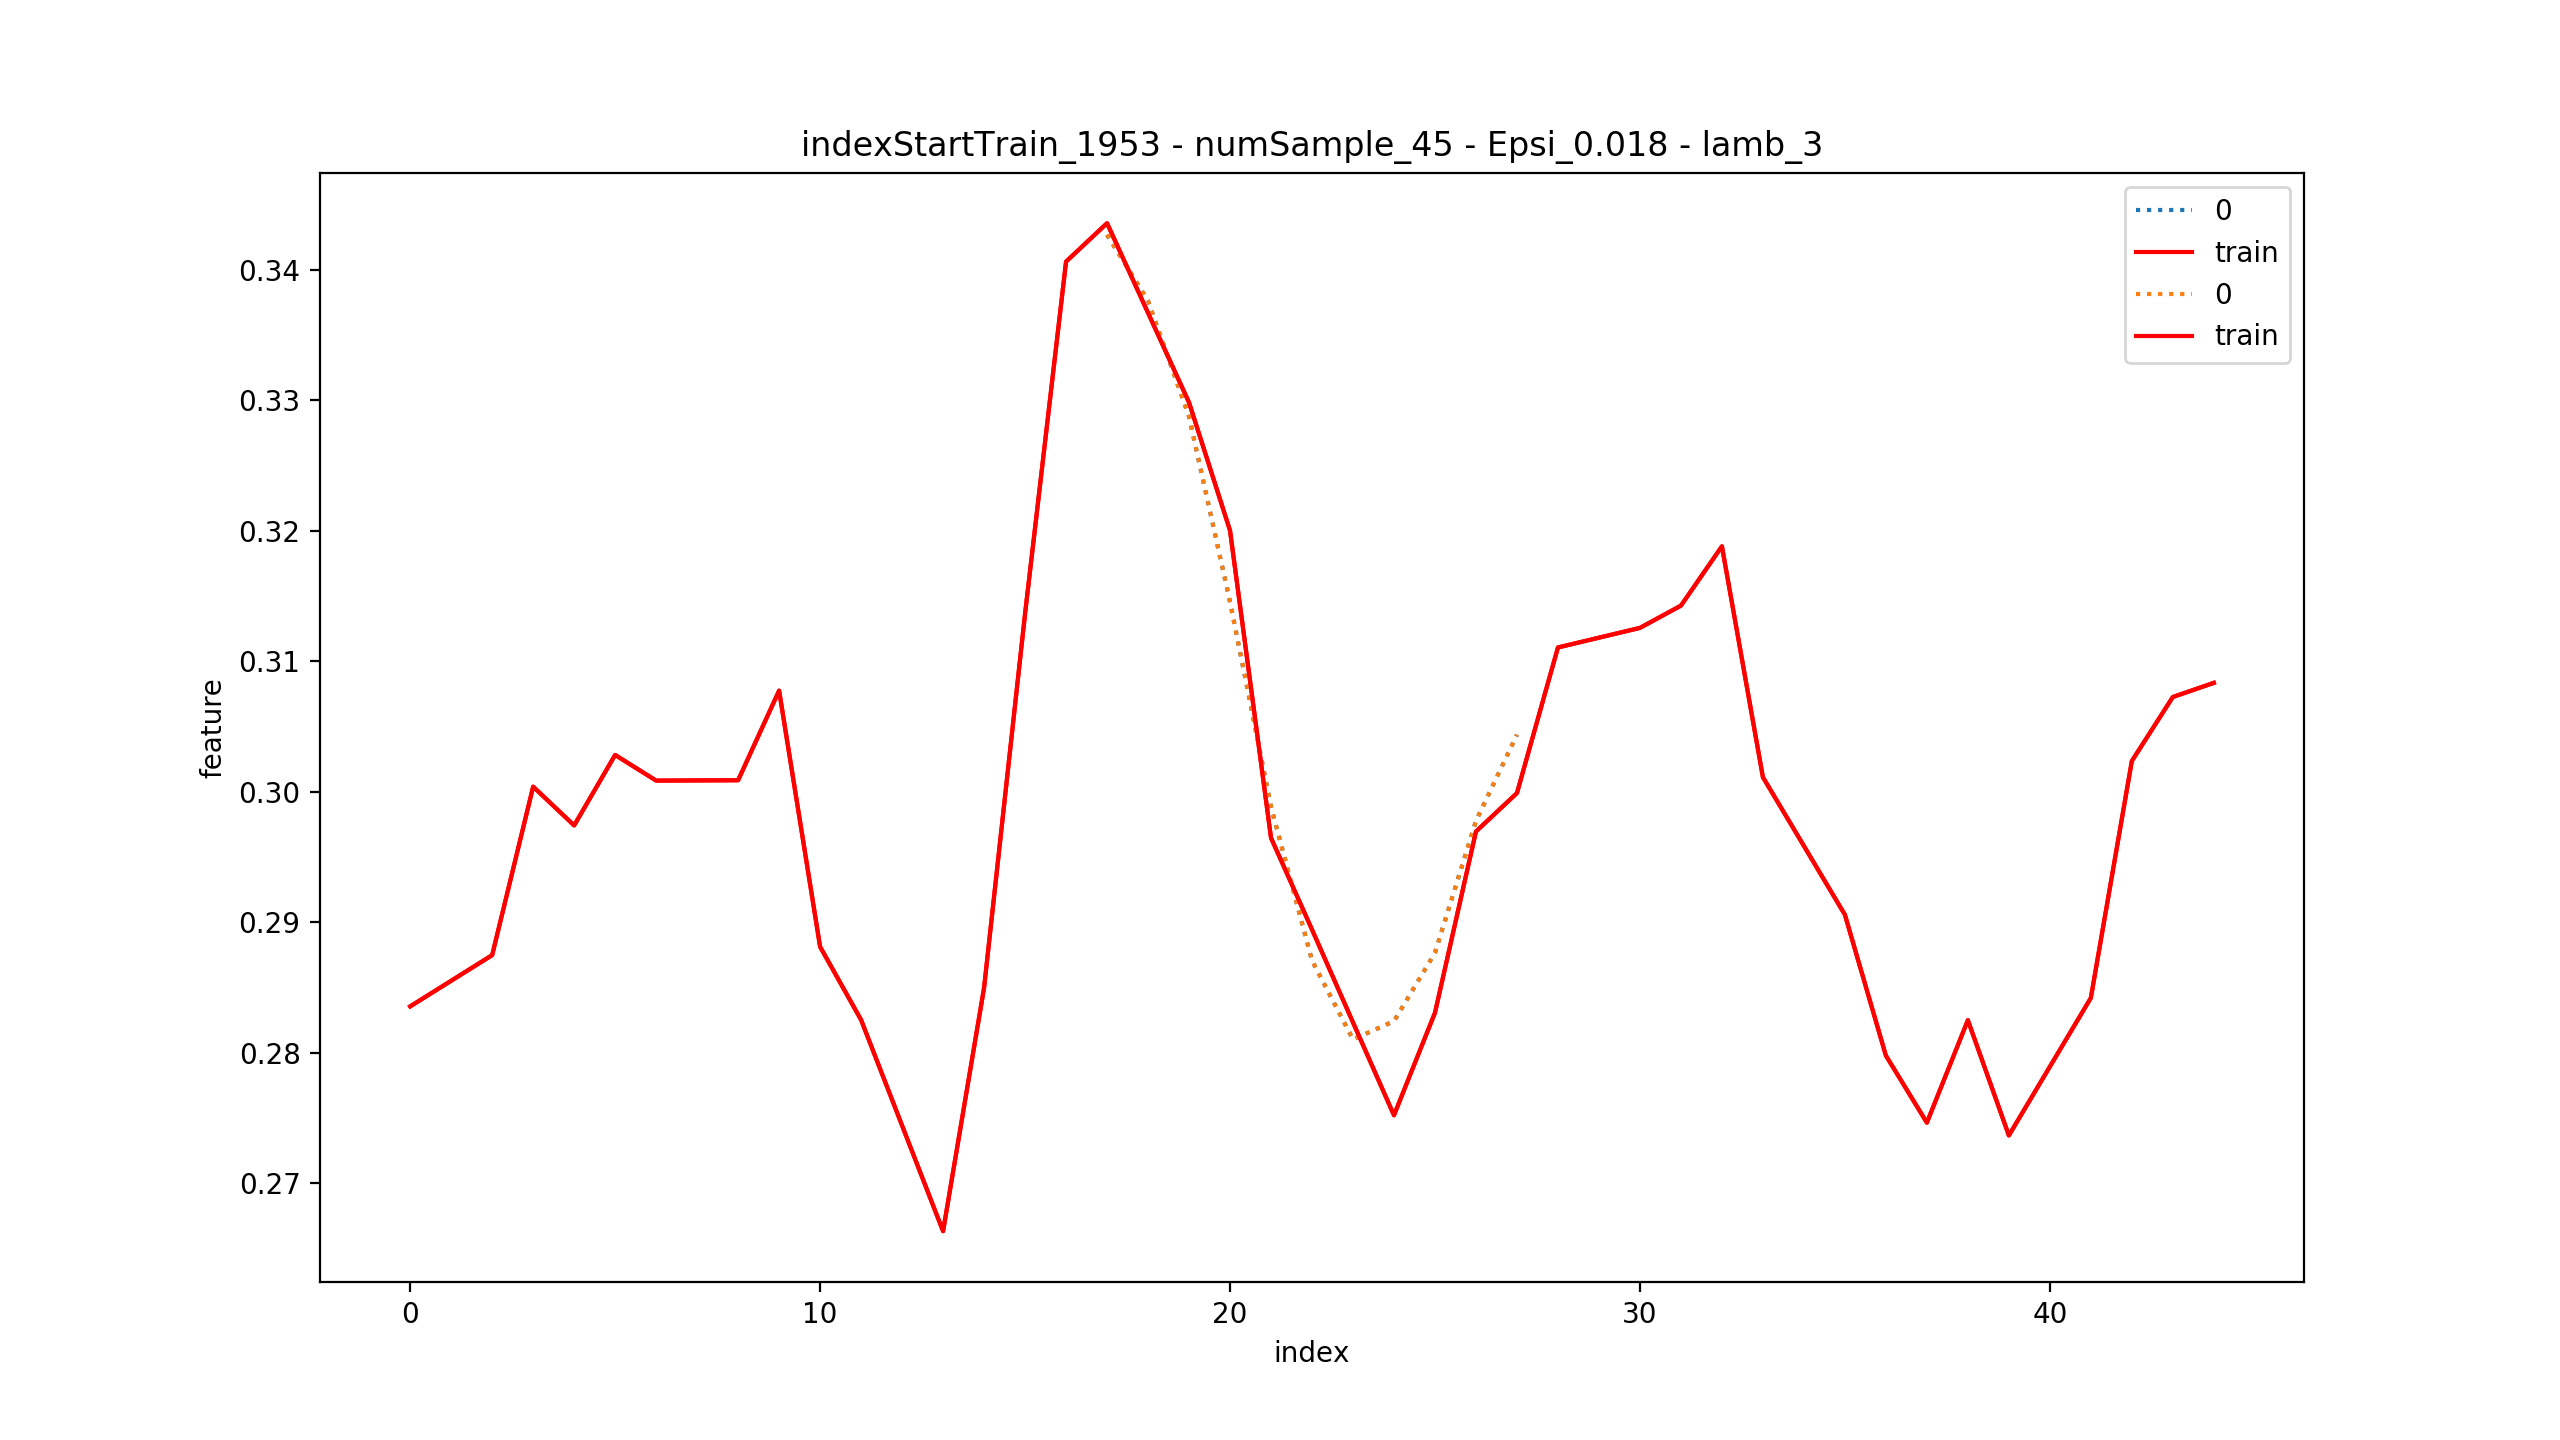 indexStartTrain_1953 - numSample_45 - Epsi_0.018 - lamb_3
0
train
0
train
0.34
0.33
0.32
0.31
0.30
0.29
0.28
0.27
feature
0 10 20 30 40
index